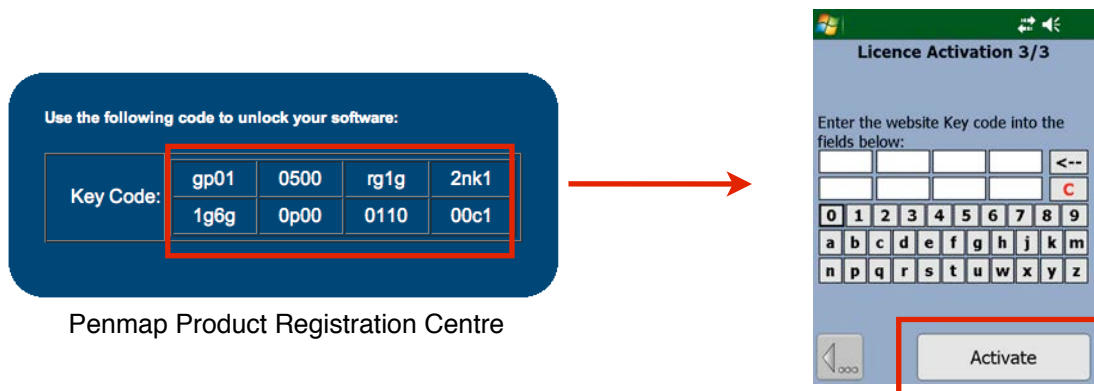 Use the following code to unlock your software:
Key Code:
gp01 0500 rg1g 2nk1
1g6g 0p00 0110 00c1
Penmap Product Registration Centre
Licence Activation 3/3
Enter the website Key code into the
fields below:
<--
C
0 1 2 3 4 5 6 7 8 9
a b c d e f g h j k m
n p q r s t u w x y z
Activate